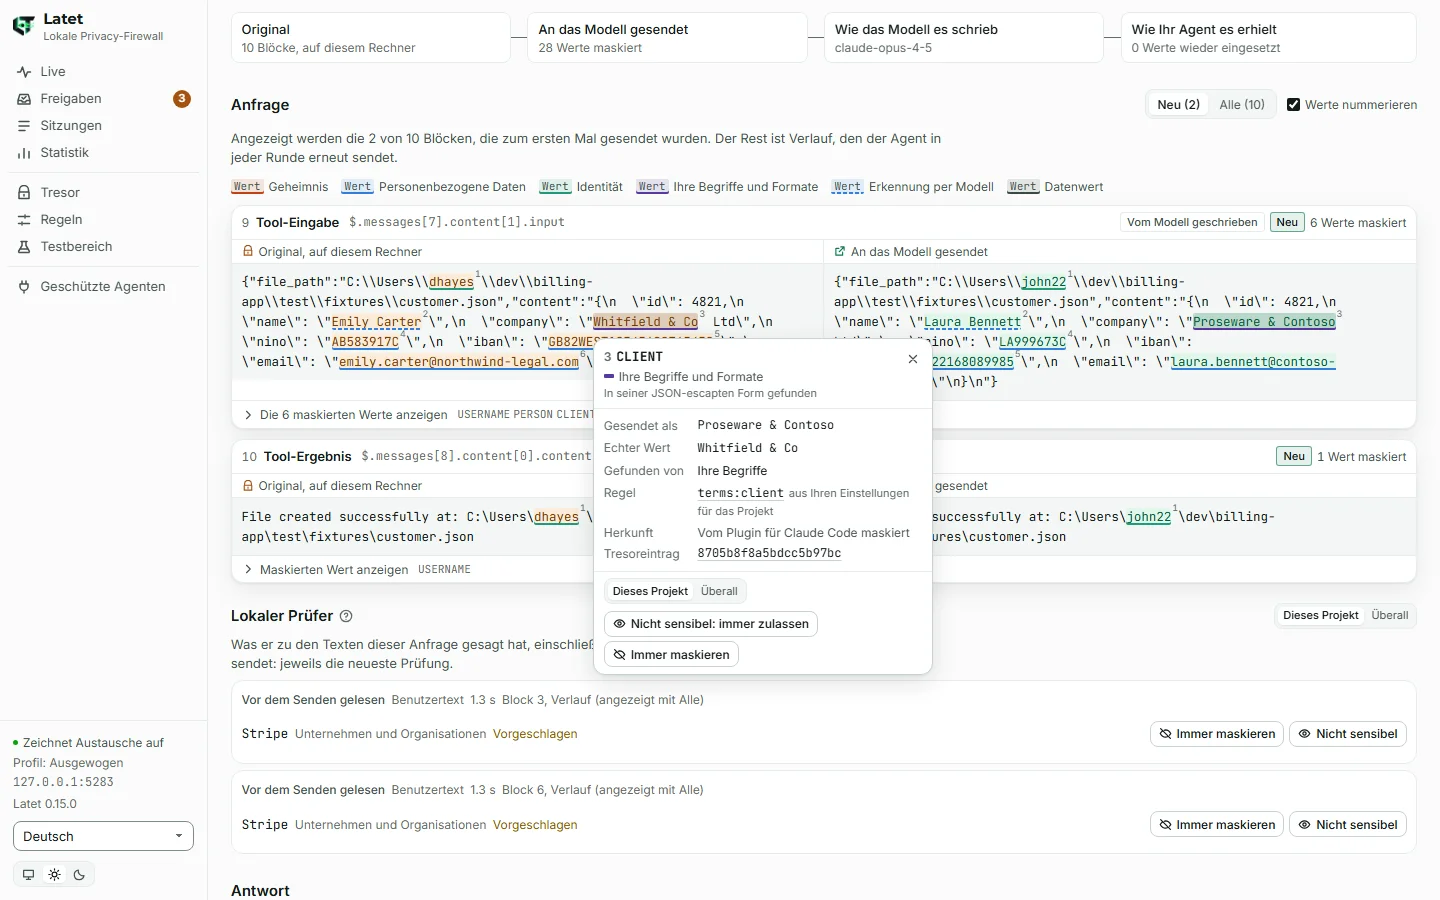 Latet
Lokale Privacy-Firewall
Live
Freigaben 3
Sitzungen
Statistik
Tresor
Regeln
Testbereich
Geschützte Agenten
Zeichnet Austausche auf
Profil: Ausgewogen
127.0.0.1:5283
Latet 0.15.0
Deutsch
Original
10 Blöcke, auf diesem Rechner
An das Modell gesendet
28 Werte maskiert
Wie das Modell es schrieb
claude-opus-4-5
Wie Ihr Agent es erhielt
0 Werte wieder eingesetzt
Anfrage
Neu (2) Alle (10) Werte nummerieren
Angezeigt werden die 2 von 10 Blöcken, die zum ersten Mal gesendet wurden. Der Rest ist Verlauf, den der Agent in
jeder Runde erneut sendet.
Wert Geheimnis Wert Personenbezogene Daten Wert Identität Wert Ihre Begriffe und Formate Wert Erkennung per Modell Wert Datenwert
9 Tool-Eingabe $.messages[7].content[1].input Vom Modell geschrieben Neu 6 Werte maskiert
Original, auf diesem Rechner
{"file_path":"C:\\Users\\dhayes1\\dev\\billing-
app\\test\\fixtures\\customer.json","content":"{\n  \"id\": 4821,\n
\"name\": \"Emily Carter2\",\n  \"company\": \"Whitfield & Co3 Ltd\",\n
\"nino\": \"AB583917C4\",\n  \"iban\": \"
\"email\": \"emily.carter@northwind-legal.com6
An das Modell gesendet
{"file_path":"C:\\Users\\john221\\dev\\billing-
app\\test\\fixtures\\customer.json","content":"{\n  \"id\": 4821,\n
\"name\": \"Laura Bennett2\",\n  \"company\": \"Proseware & Contoso3
\"nino\": \"LA999673C4\",\n  \"iban\":
221680899855\",\n  \"email\": \"laura.bennett@contoso-
\"\n}\n"}
Die 6 maskierten Werte anzeigen USERNAME PERSON CLIENT
10 Tool-Ergebnis $.messages[8].content[0].content Neu 1 Wert maskiert
Original, auf diesem Rechner
File created successfully at: C:\Users\dhayes1\
app\test\fixtures\customer.json
gesendet
successfully at: C:\Users\john221\dev\billing-
ures\customer.json
Maskierten Wert anzeigen USERNAME
3 CLIENT
Ihre Begriffe und Formate
In seiner JSON-escapten Form gefunden
Gesendet als Proseware & Contoso
Echter Wert Whitfield & Co
Gefunden von Ihre Begriffe
Regel terms:client aus Ihren Einstellungen
für das Projekt
Herkunft Vom Plugin für Claude Code maskiert
Tresoreintrag 8705b8f8a5bdcc5b97bc
Dieses Projekt Überall
Nicht sensibel: immer zulassen
Immer maskieren
Lokaler Prüfer
Dieses Projekt Überall
Was er zu den Texten dieser Anfrage gesagt hat,
sendet: jeweils die neueste Prüfung.
Vor dem Senden gelesen Benutzertext 1.3 s Block 3, Verlauf (angezeigt mit Alle)
Stripe Unternehmen und Organisationen Vorgeschlagen Immer maskieren Nicht sensibel
Vor dem Senden gelesen Benutzertext 1.3 s Block 6, Verlauf (angezeigt mit Alle)
Stripe Unternehmen und Organisationen Vorgeschlagen Immer maskieren Nicht sensibel
Antwort